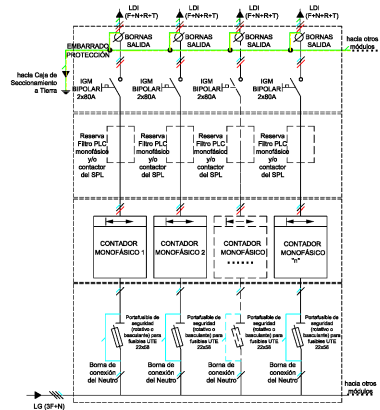 LDI
(F+N+R+T)
LDI
(F+N+R+T)
LDI
(F+N+R+T)
LDI
(F+N+R+T)
BORNAS
SALIDA
BORNAS
SALIDA
BORNAS
SALIDA
BORNAS
SALIDA
EMBARRADO
PROTECCIÓN
hacia otros
módulos
hacia Caja de
Seccionamiento
a Tierra
IGM
BIPOLAR
2x80A
IGM
BIPOLAR
2x80A
IGM
BIPOLAR
2x80A
IGM
BIPOLAR
2x80A
Reserva
Filtro PLC
monofásico
y/o
contactor
del SPL
Reserva
Filtro PLC
monofásico
y/o
contactor
del SPL
Reserva
Filtro PLC
monofásico
y/o
contactor
del SPL
Reserva
Filtro PLC
monofásico
y/o
contactor
del SPL
CONTADOR
MONOFÁSICO 1
CONTADOR
MONOFÁSICO 2
CONTADOR
MONOFÁSICO
......
CONTADOR
MONOFÁSICO
"n"
Portafusible de
seguridad
(rotativo o
basculante) para
fusibles UTE
22x58
Portafusible de
seguridad
(rotativo o
basculante) para
fusibles UTE
22x58
Portafusible de
seguridad
(rotativo o
basculante) para
fusibles UTE
22x58
Portafusible de
seguridad
(rotativo o
basculante) para
fusibles UTE
22x58
Borna de
conexión
del Neutro
Borna de
conexión
del Neutro
Borna de
conexión
del Neutro
Borna de
conexión
del Neutro
LG (3F+N)
hacia otros
módulos